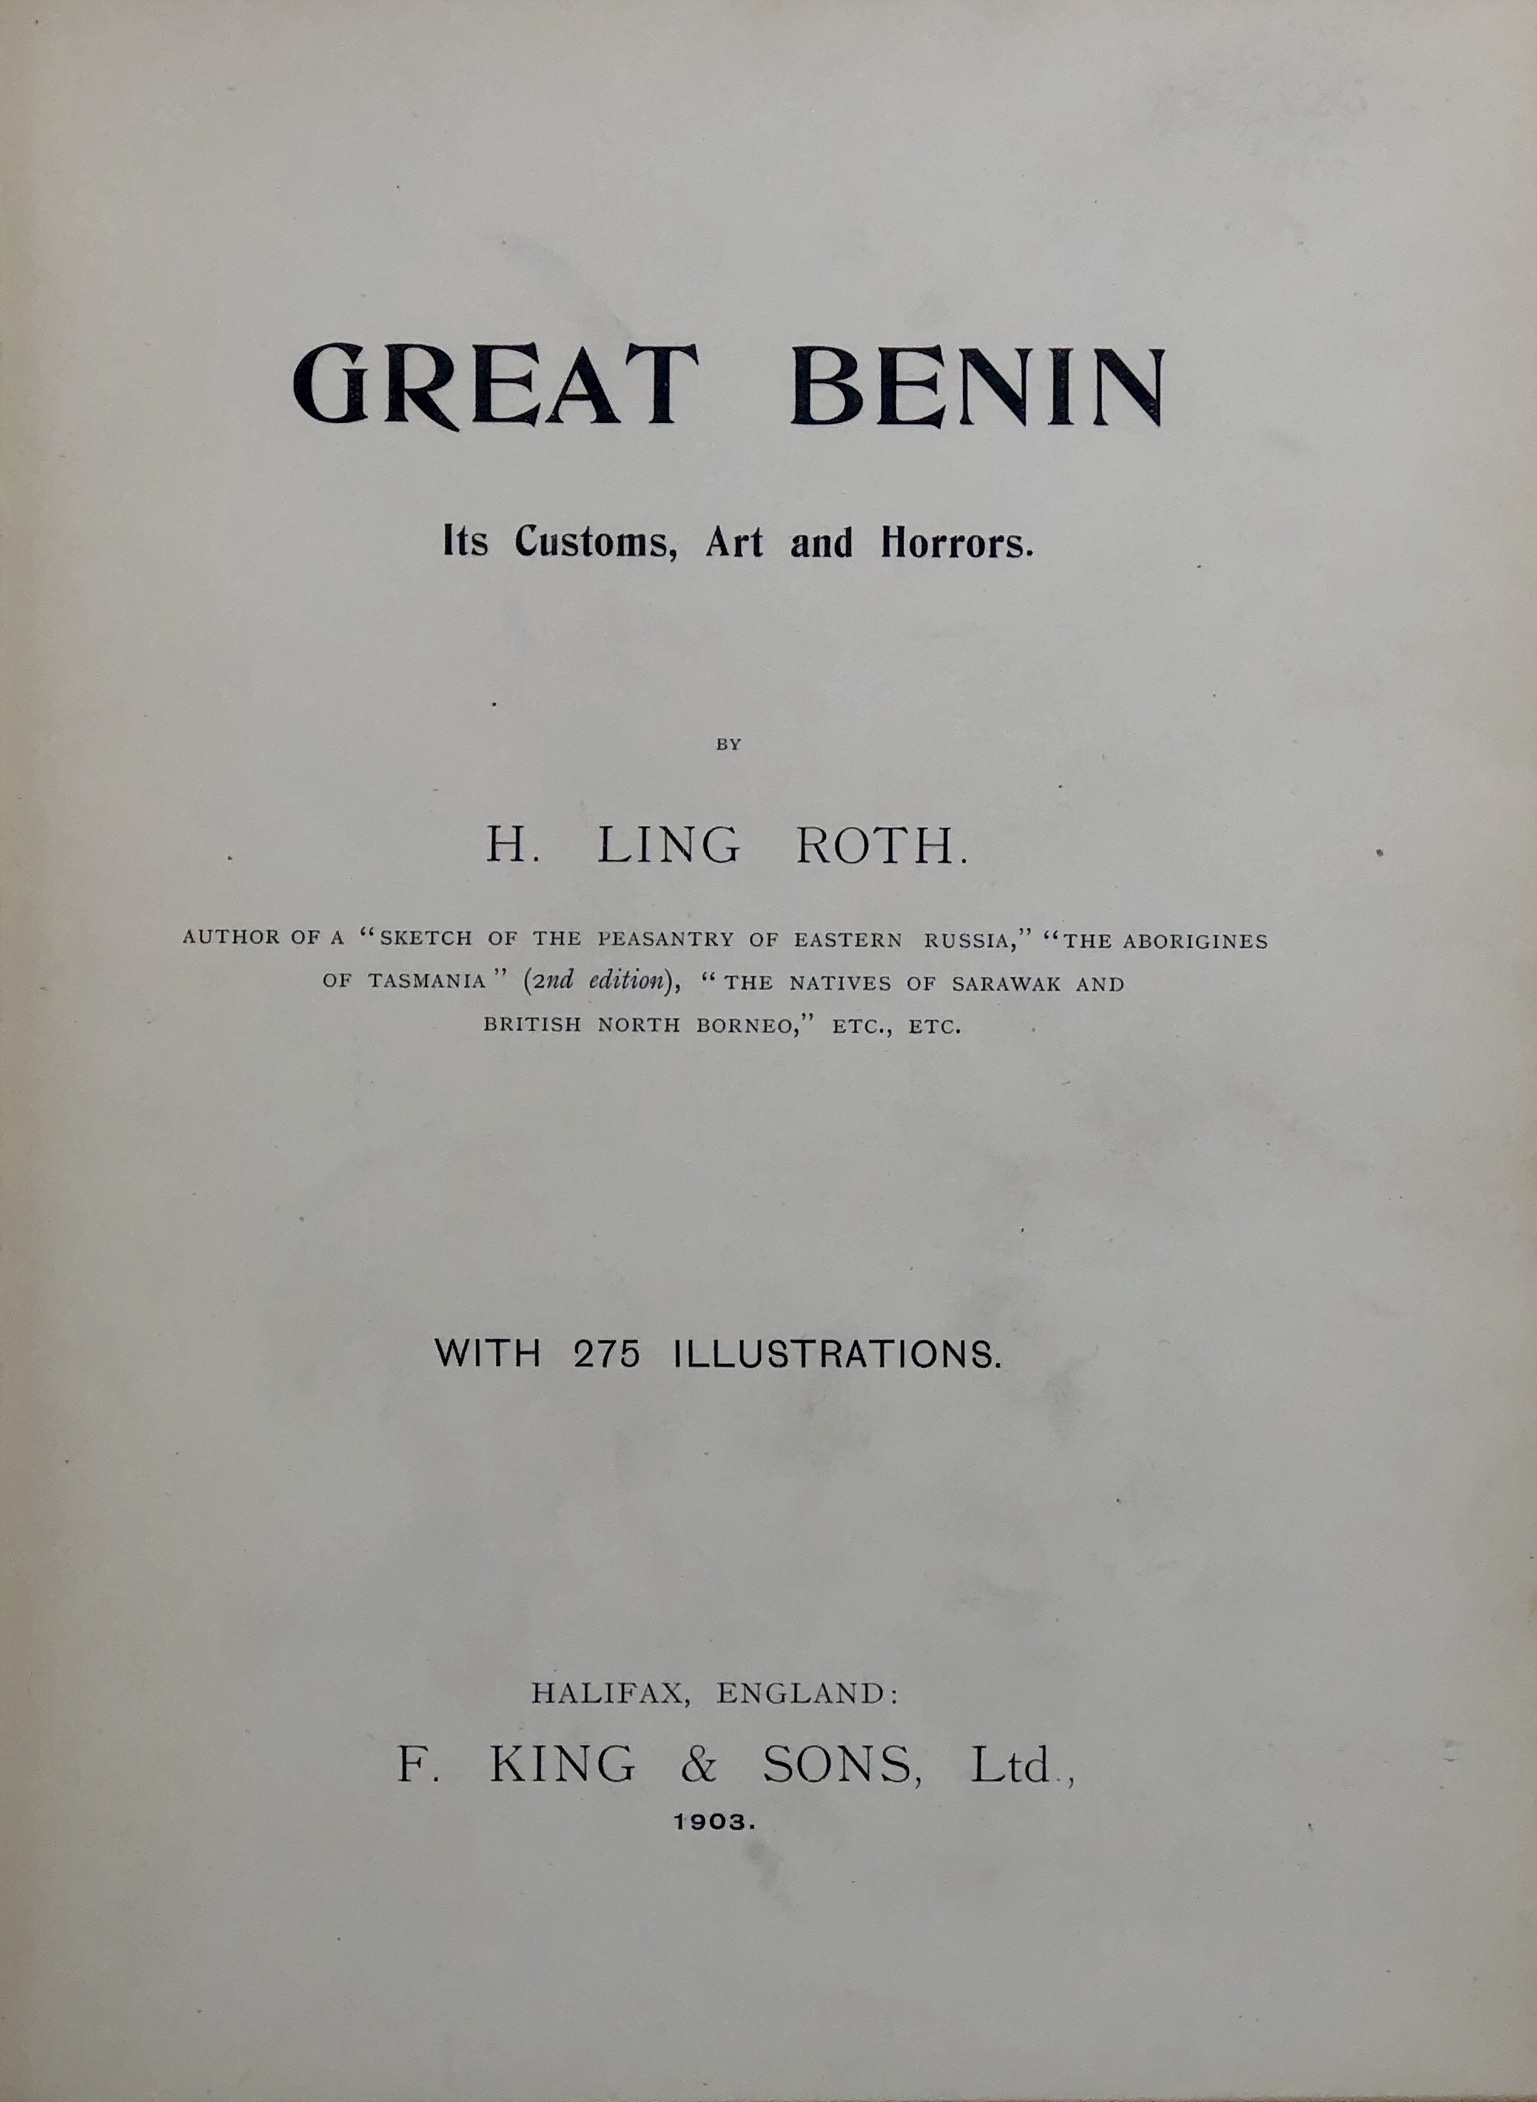 GREAT BENIN
Its Customs, Art and Horrors.
BY
H. LING ROTH.
AUTHOR OF A “SKETCH OF THE PEASANTRY OF EASTERN RUSSIA,” “THE ABORIGINES
OF TASMANIA” (2nd edition), “THE NATIVES OF SARAWAK AND
BRITISH NORTH BORNEO,” ETC., ETC.
WITH 275 ILLUSTRATIONS.
HALIFAX, ENGLAND:
F. KING & SONS, Ltd.,
1903.